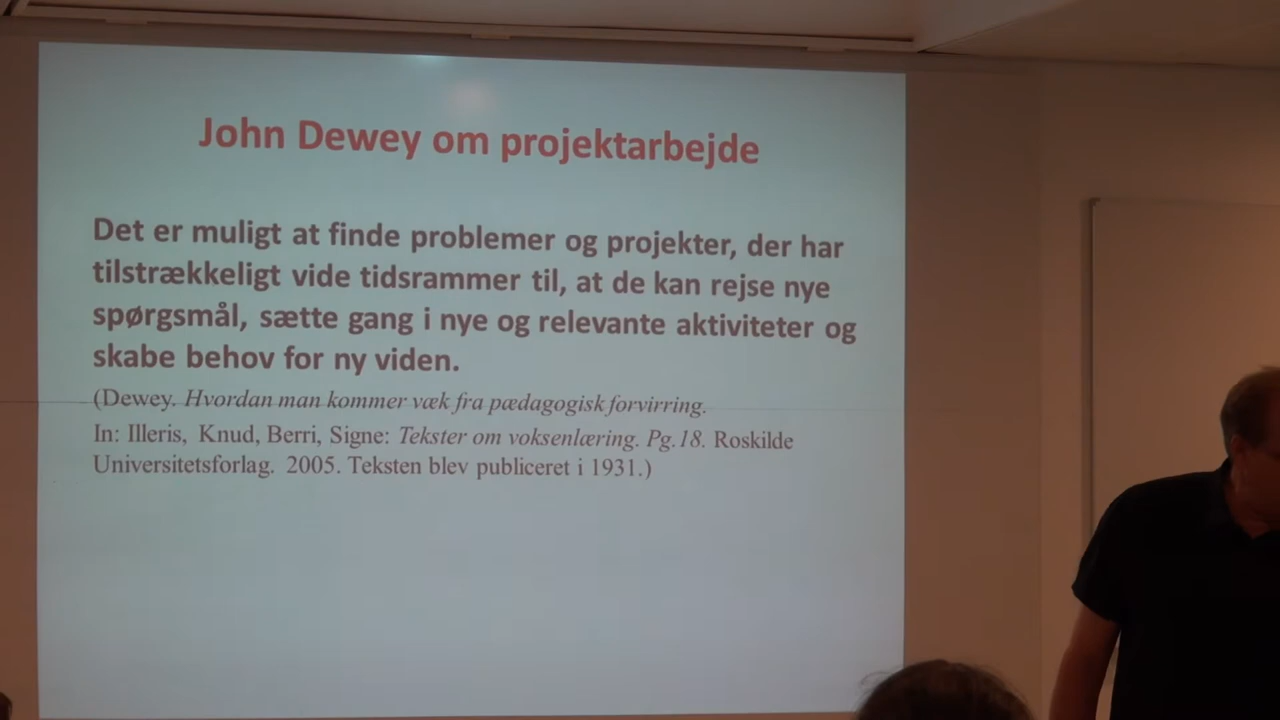 John Dewey om projektarbejde
Det er muligt at finde problemer og projekter, der har
tilstrækkeligt vide tidsrammer til, at de kan rejse nye
spørgsmål, sætte gang i nye og relevante aktiviteter og
skabe behov for ny viden.
(Dewey. Hvordan man kommer væk fra pædagogisk forvirring.
In: Illeris, Knud, Berri, Signe: Tekster om voksenlæring. Pg.18. Roskilde
Universitetsforlag. 2005. Teksten blev publiceret i 1931.)